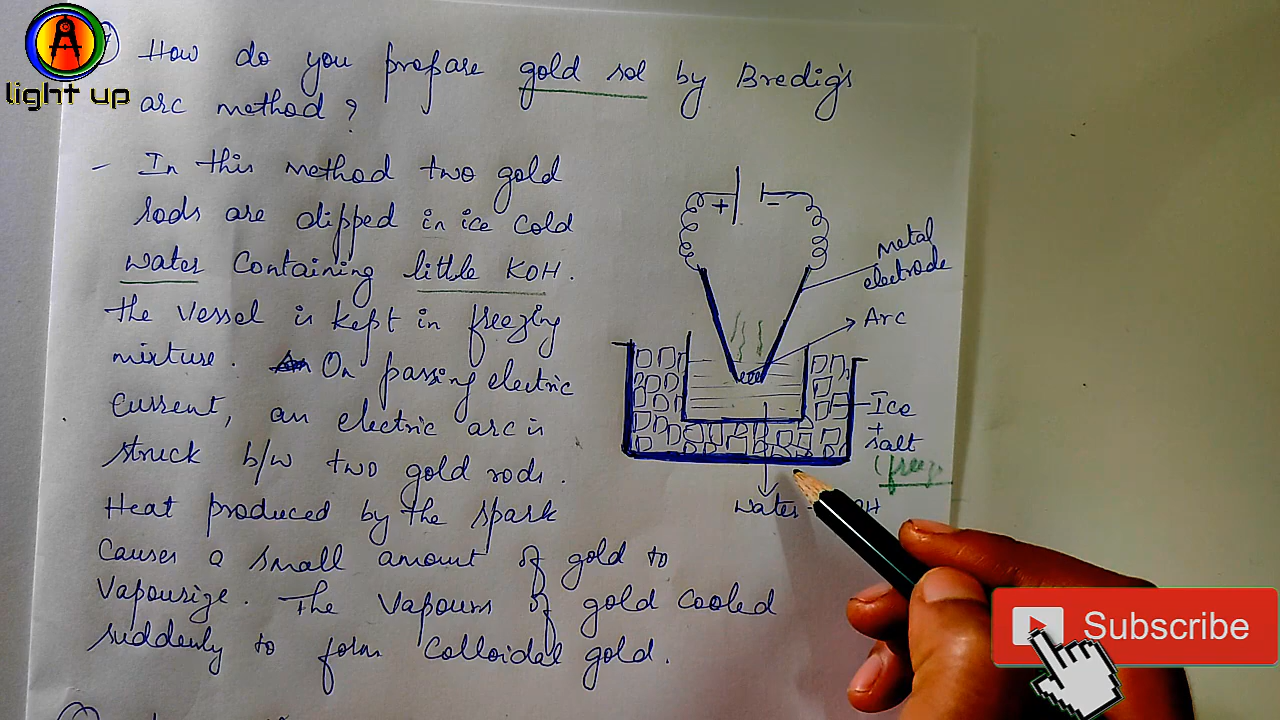 light up
How do you prepare gold sol by Bredig's
arc method ?
- In this method two gold
rods are dipped in ice cold
water containing little KOH.
the vessel is kept in freezing
mixture. On passing electric
current, an electric arc is
struck b/w two gold rods.
Heat produced by the spark
causes a small amount of gold to
vapourize. The vapours of gold cooled
suddenly to form colloidal gold.
+ -
metal
electrode
Arc
Ice
+
salt
water
Subscribe